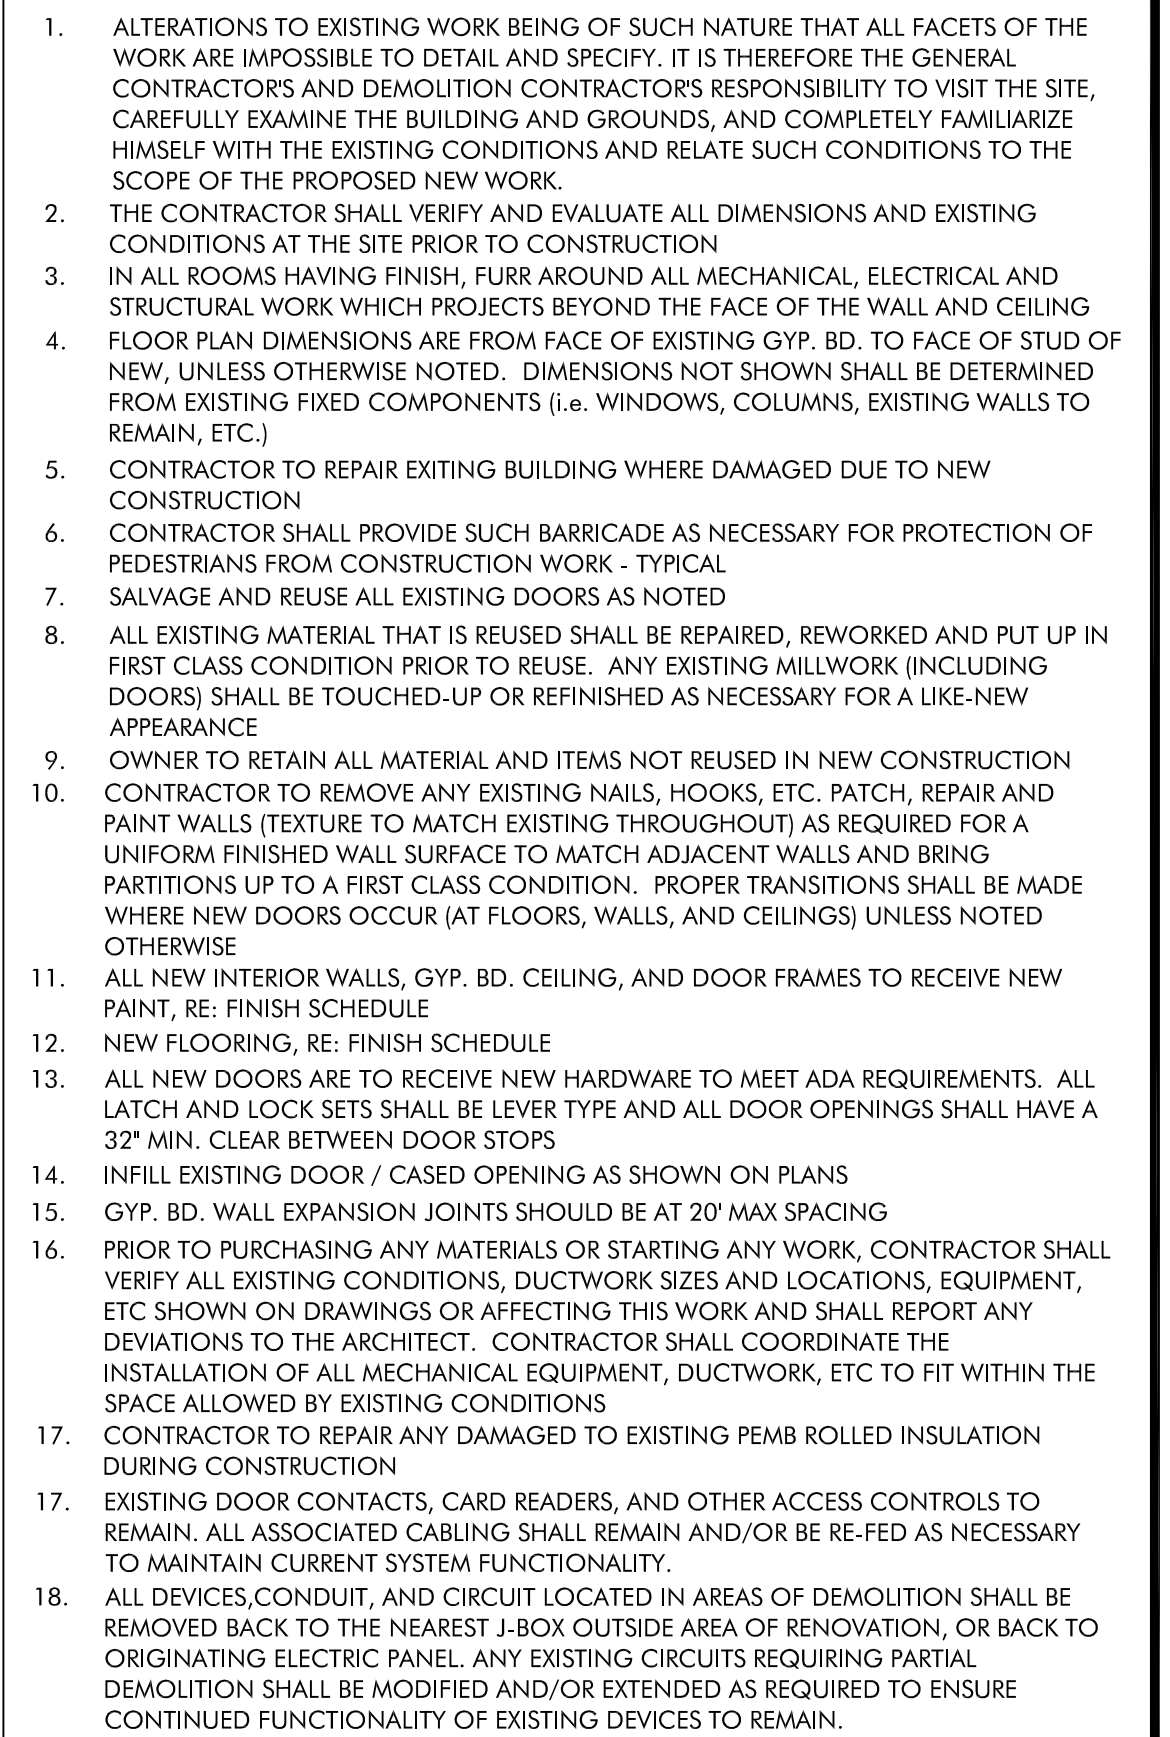 1. ALTERATIONS TO EXISTING WORK BEING OF SUCH NATURE THAT ALL FACETS OF THE
WORK ARE IMPOSSIBLE TO DETAIL AND SPECIFY. IT IS THEREFORE THE GENERAL
CONTRACTOR'S AND DEMOLITION CONTRACTOR'S RESPONSIBILITY TO VISIT THE SITE,
CAREFULLY EXAMINE THE BUILDING AND GROUNDS, AND COMPLETELY FAMILIARIZE
HIMSELF WITH THE EXISTING CONDITIONS AND RELATE SUCH CONDITIONS TO THE
SCOPE OF THE PROPOSED NEW WORK.
2. THE CONTRACTOR SHALL VERIFY AND EVALUATE ALL DIMENSIONS AND EXISTING
CONDITIONS AT THE SITE PRIOR TO CONSTRUCTION
3. IN ALL ROOMS HAVING FINISH, FURR AROUND ALL MECHANICAL, ELECTRICAL AND
STRUCTURAL WORK WHICH PROJECTS BEYOND THE FACE OF THE WALL AND CEILING
4. FLOOR PLAN DIMENSIONS ARE FROM FACE OF EXISTING GYP. BD. TO FACE OF STUD OF
NEW, UNLESS OTHERWISE NOTED.  DIMENSIONS NOT SHOWN SHALL BE DETERMINED
FROM EXISTING FIXED COMPONENTS (i.e. WINDOWS, COLUMNS, EXISTING WALLS TO
REMAIN, ETC.)
5. CONTRACTOR TO REPAIR EXITING BUILDING WHERE DAMAGED DUE TO NEW
CONSTRUCTION
6. CONTRACTOR SHALL PROVIDE SUCH BARRICADE AS NECESSARY FOR PROTECTION OF
PEDESTRIANS FROM CONSTRUCTION WORK - TYPICAL
7. SALVAGE AND REUSE ALL EXISTING DOORS AS NOTED
8. ALL EXISTING MATERIAL THAT IS REUSED SHALL BE REPAIRED, REWORKED AND PUT UP IN
FIRST CLASS CONDITION PRIOR TO REUSE.  ANY EXISTING MILLWORK (INCLUDING
DOORS) SHALL BE TOUCHED-UP OR REFINISHED AS NECESSARY FOR A LIKE-NEW
APPEARANCE
9. OWNER TO RETAIN ALL MATERIAL AND ITEMS NOT REUSED IN NEW CONSTRUCTION
10. CONTRACTOR TO REMOVE ANY EXISTING NAILS, HOOKS, ETC. PATCH, REPAIR AND
PAINT WALLS (TEXTURE TO MATCH EXISTING THROUGHOUT) AS REQUIRED FOR A
UNIFORM FINISHED WALL SURFACE TO MATCH ADJACENT WALLS AND BRING
PARTITIONS UP TO A FIRST CLASS CONDITION.  PROPER TRANSITIONS SHALL BE MADE
WHERE NEW DOORS OCCUR (AT FLOORS, WALLS, AND CEILINGS) UNLESS NOTED
OTHERWISE
11. ALL NEW INTERIOR WALLS, GYP. BD. CEILING, AND DOOR FRAMES TO RECEIVE NEW
PAINT, RE: FINISH SCHEDULE
12. NEW FLOORING, RE: FINISH SCHEDULE
13. ALL NEW DOORS ARE TO RECEIVE NEW HARDWARE TO MEET ADA REQUIREMENTS.  ALL
LATCH AND LOCK SETS SHALL BE LEVER TYPE AND ALL DOOR OPENINGS SHALL HAVE A
32" MIN. CLEAR BETWEEN DOOR STOPS
14. INFILL EXISTING DOOR / CASED OPENING AS SHOWN ON PLANS
15. GYP. BD. WALL EXPANSION JOINTS SHOULD BE AT 20' MAX SPACING
16. PRIOR TO PURCHASING ANY MATERIALS OR STARTING ANY WORK, CONTRACTOR SHALL
VERIFY ALL EXISTING CONDITIONS, DUCTWORK SIZES AND LOCATIONS, EQUIPMENT,
ETC SHOWN ON DRAWINGS OR AFFECTING THIS WORK AND SHALL REPORT ANY
DEVIATIONS TO THE ARCHITECT.  CONTRACTOR SHALL COORDINATE THE
INSTALLATION OF ALL MECHANICAL EQUIPMENT, DUCTWORK, ETC TO FIT WITHIN THE
SPACE ALLOWED BY EXISTING CONDITIONS
17. CONTRACTOR TO REPAIR ANY DAMAGED TO EXISTING PEMB ROLLED INSULATION
DURING CONSTRUCTION
17. EXISTING DOOR CONTACTS, CARD READERS, AND OTHER ACCESS CONTROLS TO
REMAIN. ALL ASSOCIATED CABLING SHALL REMAIN AND/OR BE RE-FED AS NECESSARY
TO MAINTAIN CURRENT SYSTEM FUNCTIONALITY.
18. ALL DEVICES,CONDUIT, AND CIRCUIT LOCATED IN AREAS OF DEMOLITION SHALL BE
REMOVED BACK TO THE NEAREST J-BOX OUTSIDE AREA OF RENOVATION, OR BACK TO
ORIGINATING ELECTRIC PANEL. ANY EXISTING CIRCUITS REQUIRING PARTIAL
DEMOLITION SHALL BE MODIFIED AND/OR EXTENDED AS REQUIRED TO ENSURE
CONTINUED FUNCTIONALITY OF EXISTING DEVICES TO REMAIN.